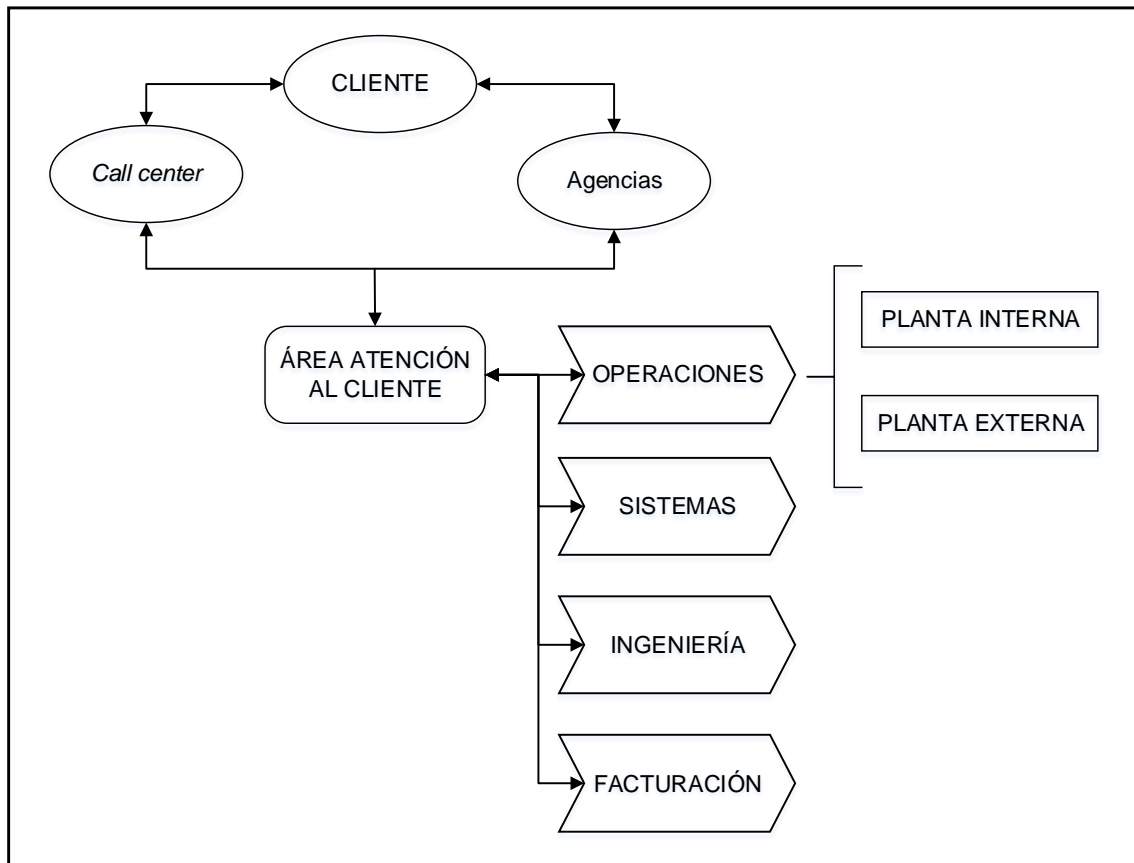 CLIENTE
Call center
Agencias
ÁREA ATENCIÓN
AL CLIENTE
OPERACIONES
PLANTA INTERNA
PLANTA EXTERNA
SISTEMAS
INGENIERÍA
FACTURACIÓN